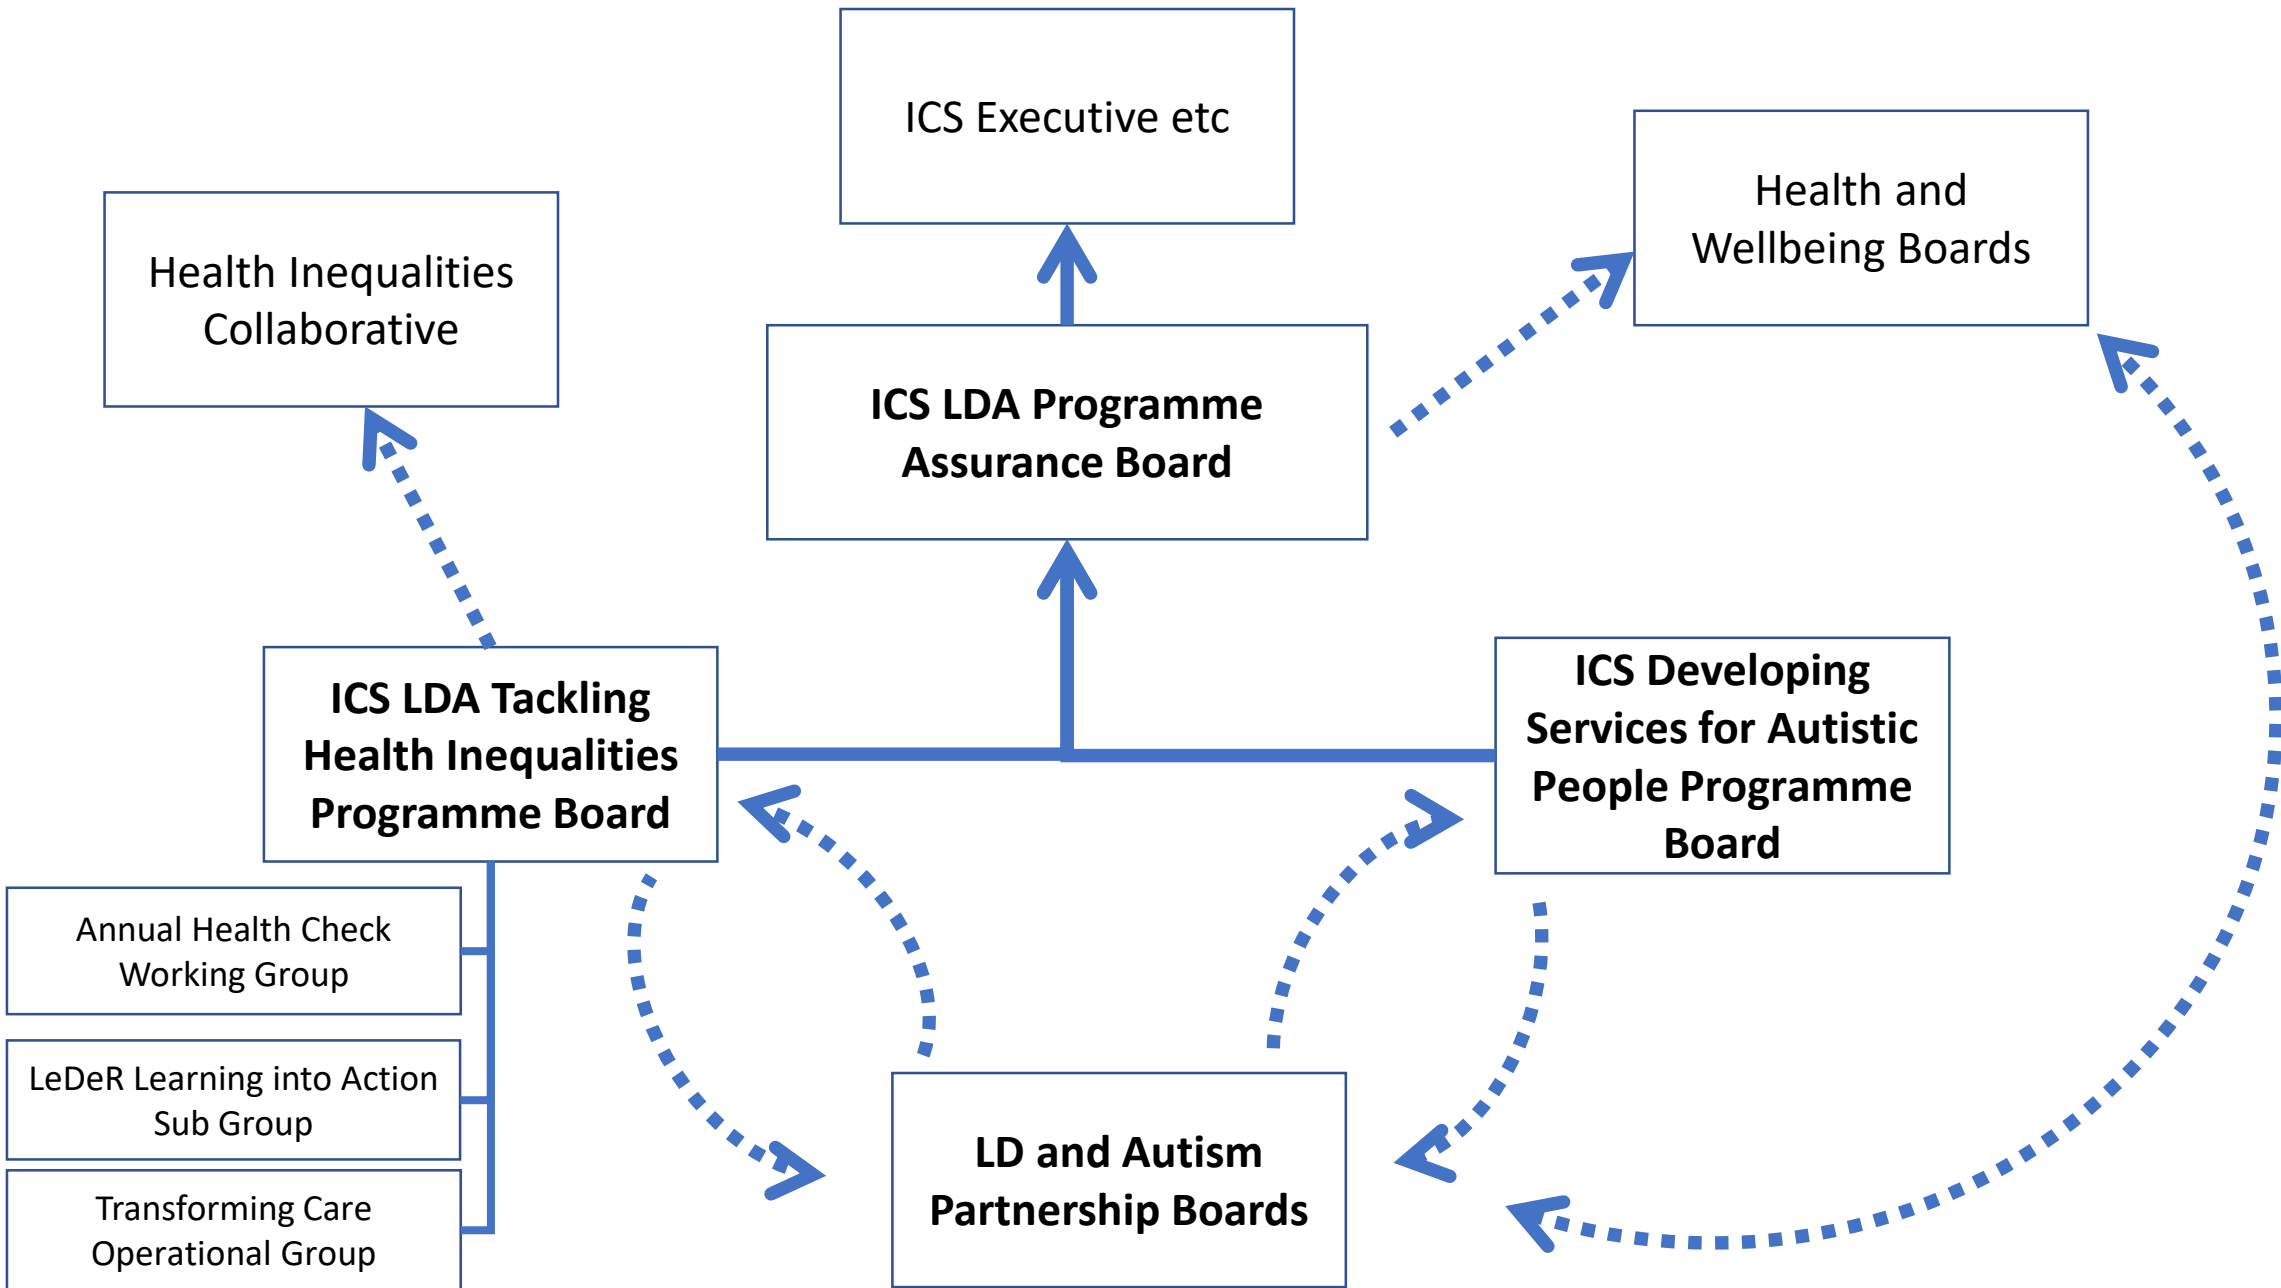 ICS Executive etc
Health and
Wellbeing Boards
Health Inequalities
Collaborative
ICS LDA Programme
Assurance Board
ICS LDA Tackling
Health Inequalities
Programme Board
ICS Developing
Services for Autistic
People Programme
Board
Annual Health Check
Working Group
LeDeR Learning into Action
Sub Group
Transforming Care
Operational Group
LD and Autism
Partnership Boards